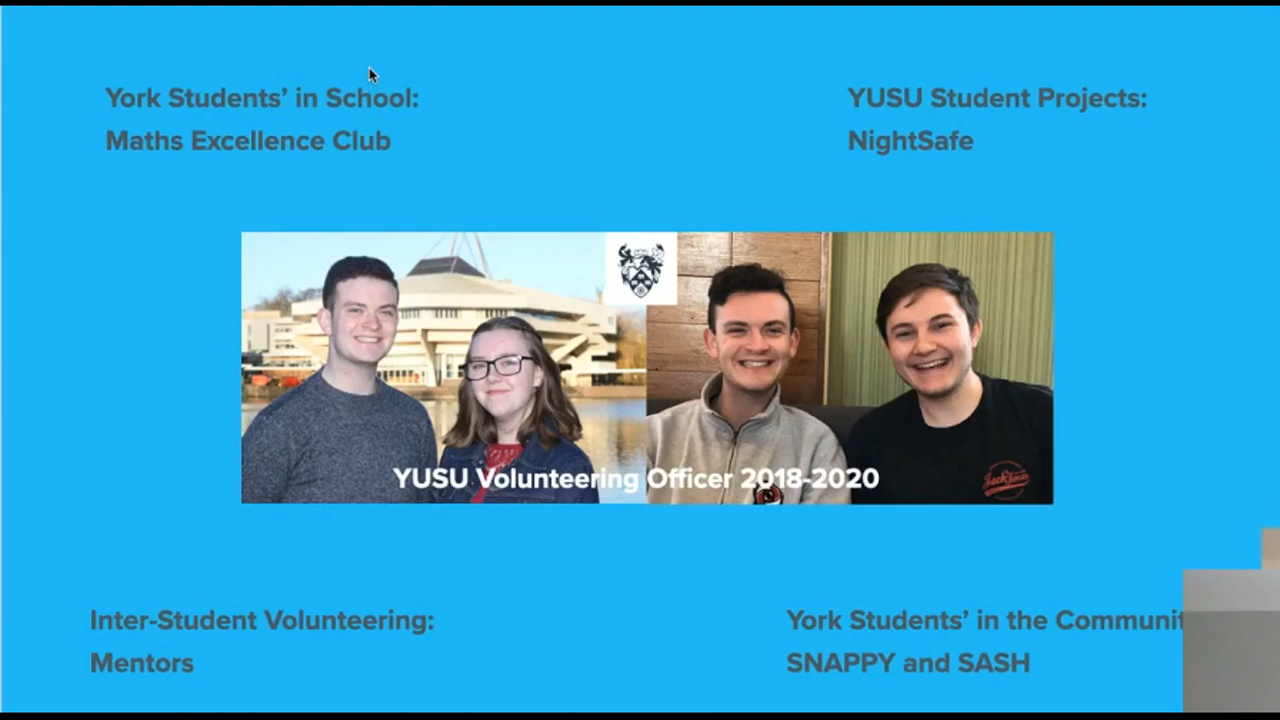 York Students’ in School:
Maths Excellence Club
YUSU Student Projects:
NightSafe
YUSU Volunteering Officer 2018-2020
Inter-Student Volunteering:
Mentors
York Students’ in the Communit
SNAPPY and SASH